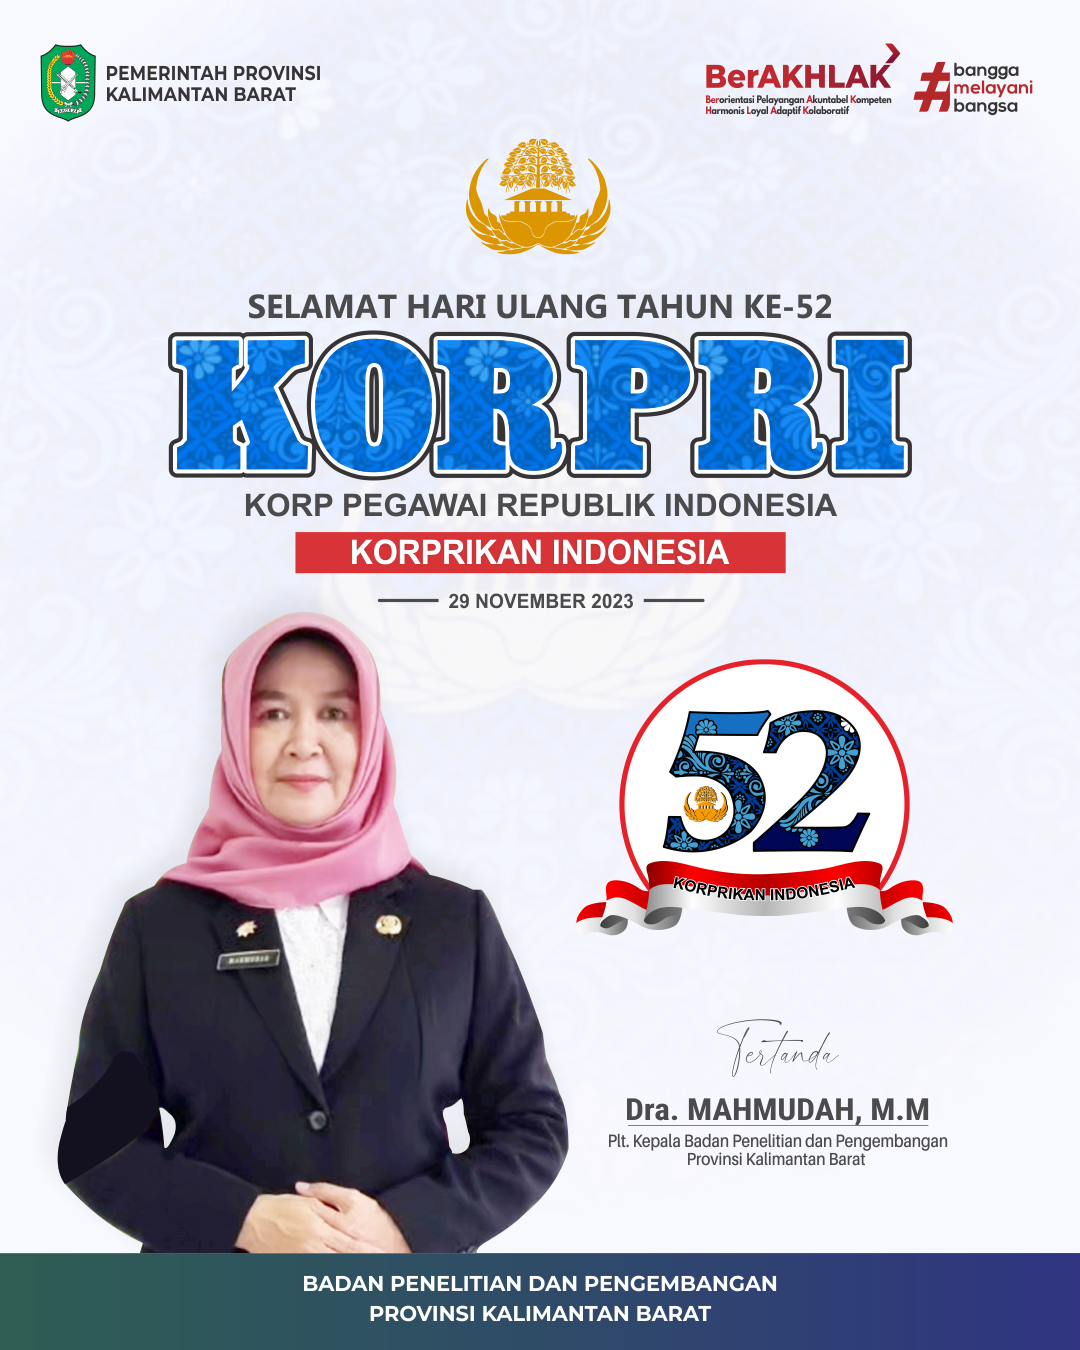 PEMERINTAH PROVINSI
KALIMANTAN BARAT
BerAKHLAK
Berorientasi Pelayangan Akuntabel Kompeten
Harmonis Loyal Adaptif Kolaboratif
#bangga
melayani
bangsa
SELAMAT HARI ULANG TAHUN KE-52
KORPRI
KORP PEGAWAI REPUBLIK INDONESIA
KORPRIKAN INDONESIA
29 NOVEMBER 2023
52
KORPRIKAN INDONESIA
MAHMUDAH
Tertanda
Dra. MAHMUDAH, M.M
Plt. Kepala Badan Penelitian dan Pengembangan
Provinsi Kalimantan Barat
BADAN PENELITIAN DAN PENGEMBANGAN
PROVINSI KALIMANTAN BARAT